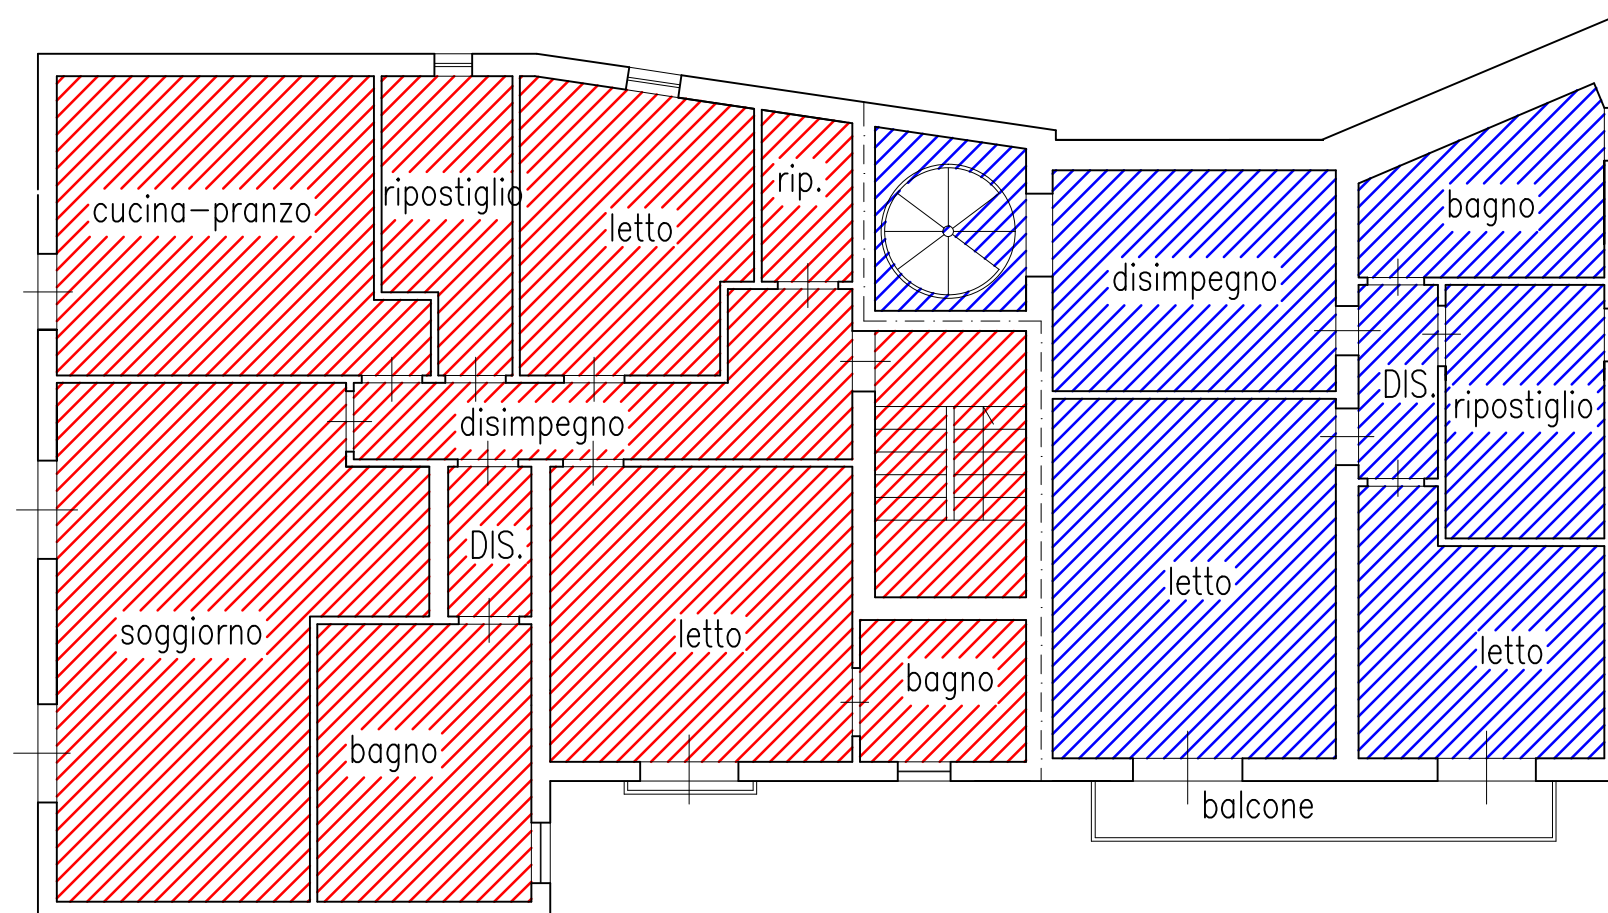 cucina-pranzo
ripostiglio
letto
rip.
disimpegno
bagno
disimpegno
DIS.
ripostiglio
DIS.
soggiorno
letto
bagno
letto
letto
bagno
balcone